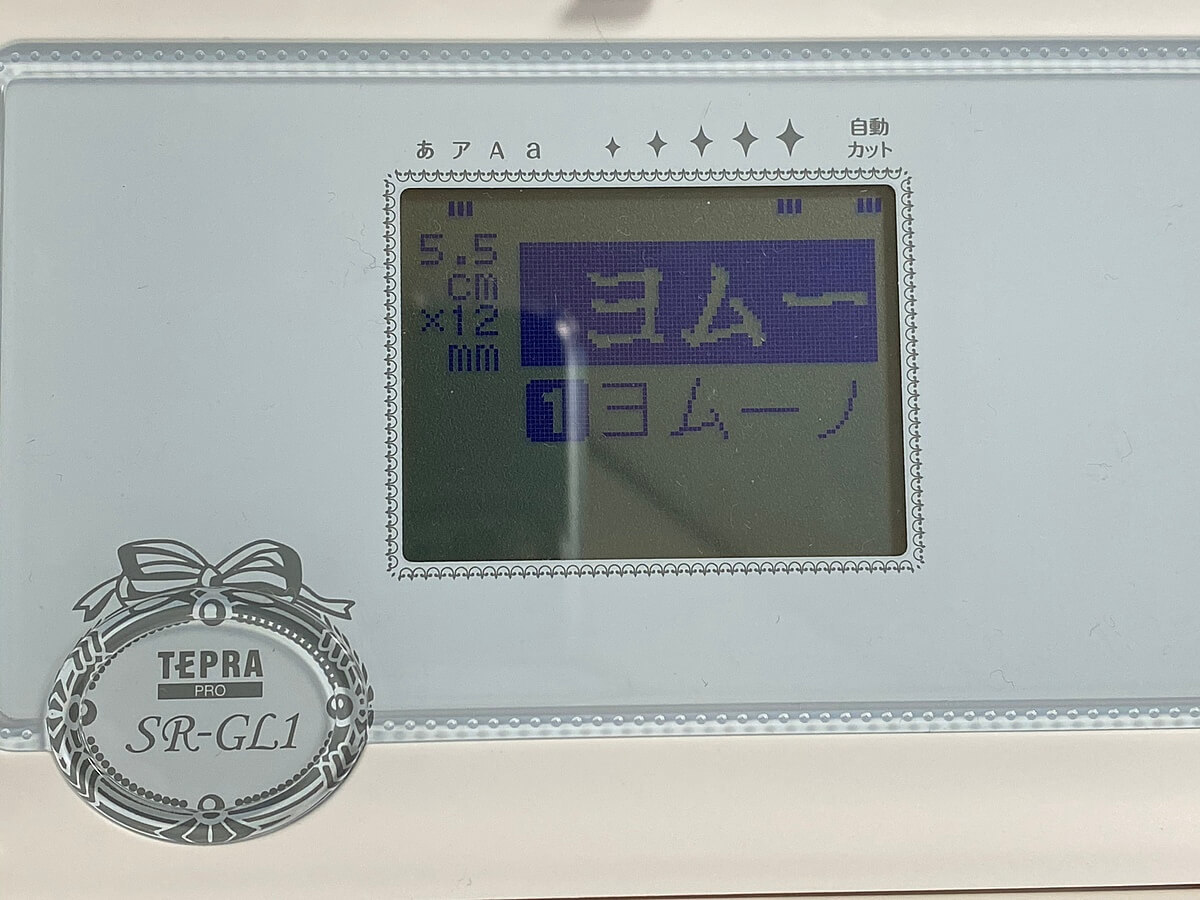 あ ア A a
自動
カット
5.5
cm
×12
mm
ヨムー
1ヨムーノ
TEPRA
PRO
SR-GL1